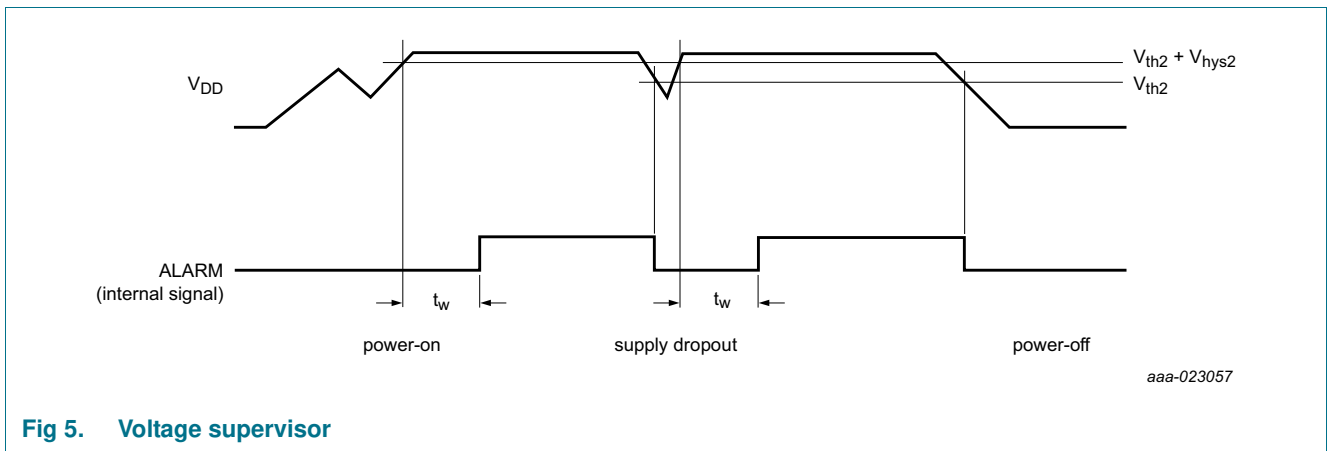 V_DD
V_th2 + V_hys2
V_th2
ALARM
(internal signal)
t_w
t_w
power-on
supply dropout
power-off
aaa-023057
Fig 5. Voltage supervisor